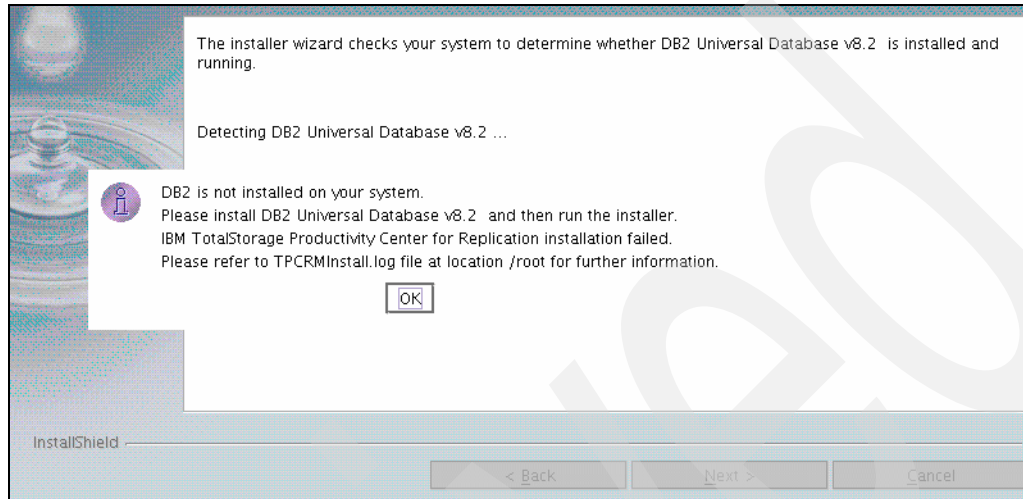 The installer wizard checks your system to determine whether DB2 Universal Database v8.2 is installed and
running.
Detecting DB2 Universal Database v8.2 ...
DB2 is not installed on your system.
Please install DB2 Universal Database v8.2 and then run the installer.
IBM TotalStorage Productivity Center for Replication installation failed.
Please refer to TPCRMInstall.log file at location /root for further information.
OK
InstallShield
< Back Next > Cancel